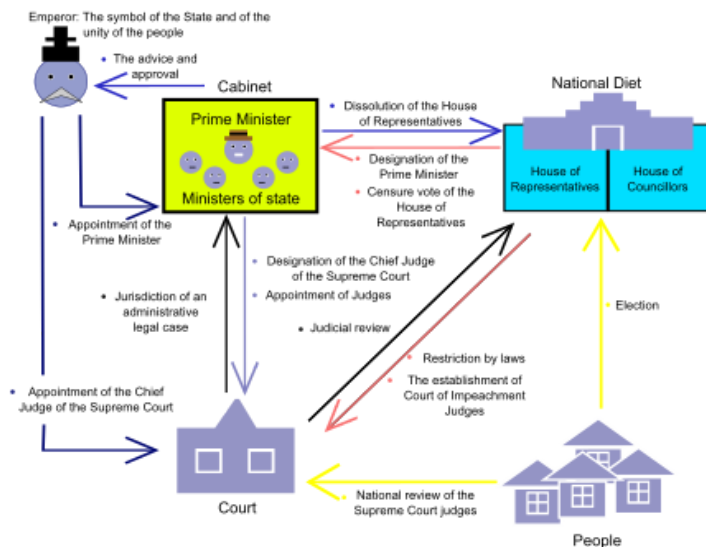 Emperor: The symbol of the State and of the
unity of the people
• The advice and
approval
Cabinet
Prime Minister
Ministers of state
• Dissolution of the House
of Representatives
• Designation of the
Prime Minister
• Censure vote of the
House of
Representatives
National Diet
House of
Representatives
House of
Councillors
• Appointment of the
Prime Minister
• Designation of the Chief Judge
of the Supreme Court
• Appointment of Judges
• Jurisdiction of an
administrative
legal case
• Judicial review
• Election
• Restriction by laws
• The establishment of
Court of Impeachment
Judges
• Appointment of the Chief
Judge of the Supreme Court
Court
• National review of the
Supreme Court judges
People